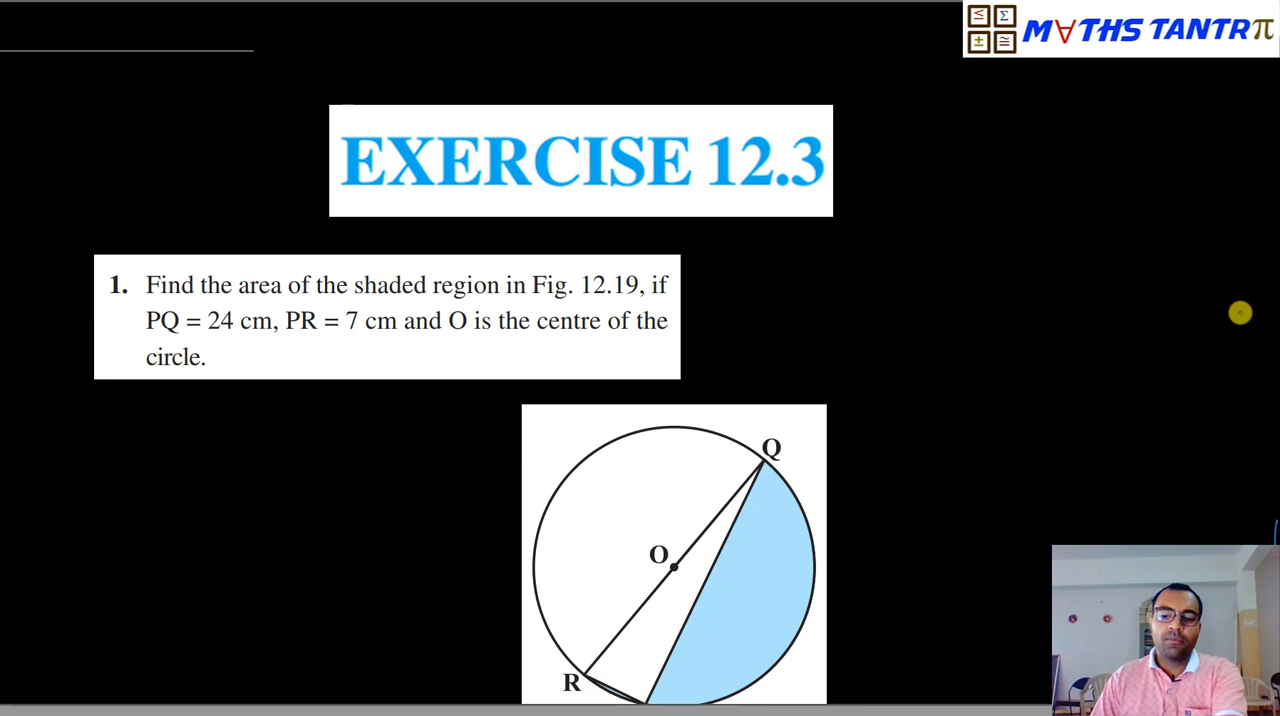 ≤ Σ
± ≅
M∀THS TANTRπ
EXERCISE 12.3
1. Find the area of the shaded region in Fig. 12.19, if
PQ = 24 cm, PR = 7 cm and O is the centre of the
circle.
Q
O
R